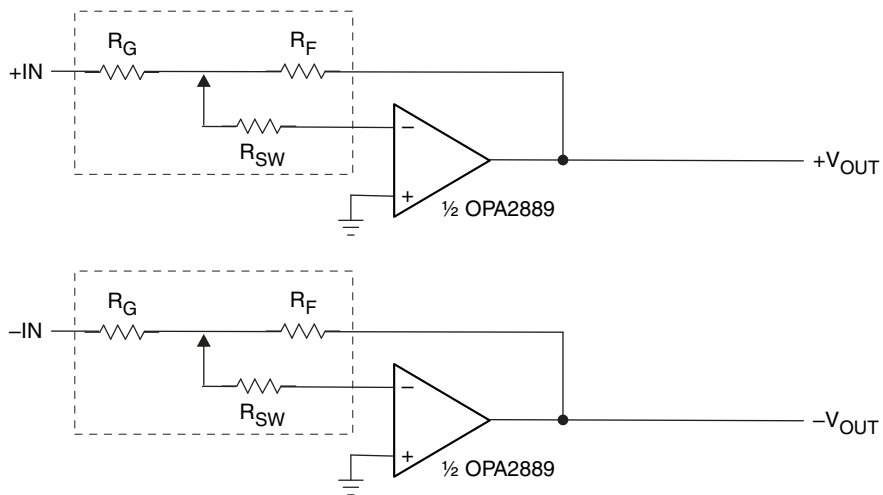 R_G
R_F
+IN
R_SW
−
+
½ OPA2889
+V_OUT
R_G
R_F
–IN
R_SW
−
+
½ OPA2889
–V_OUT